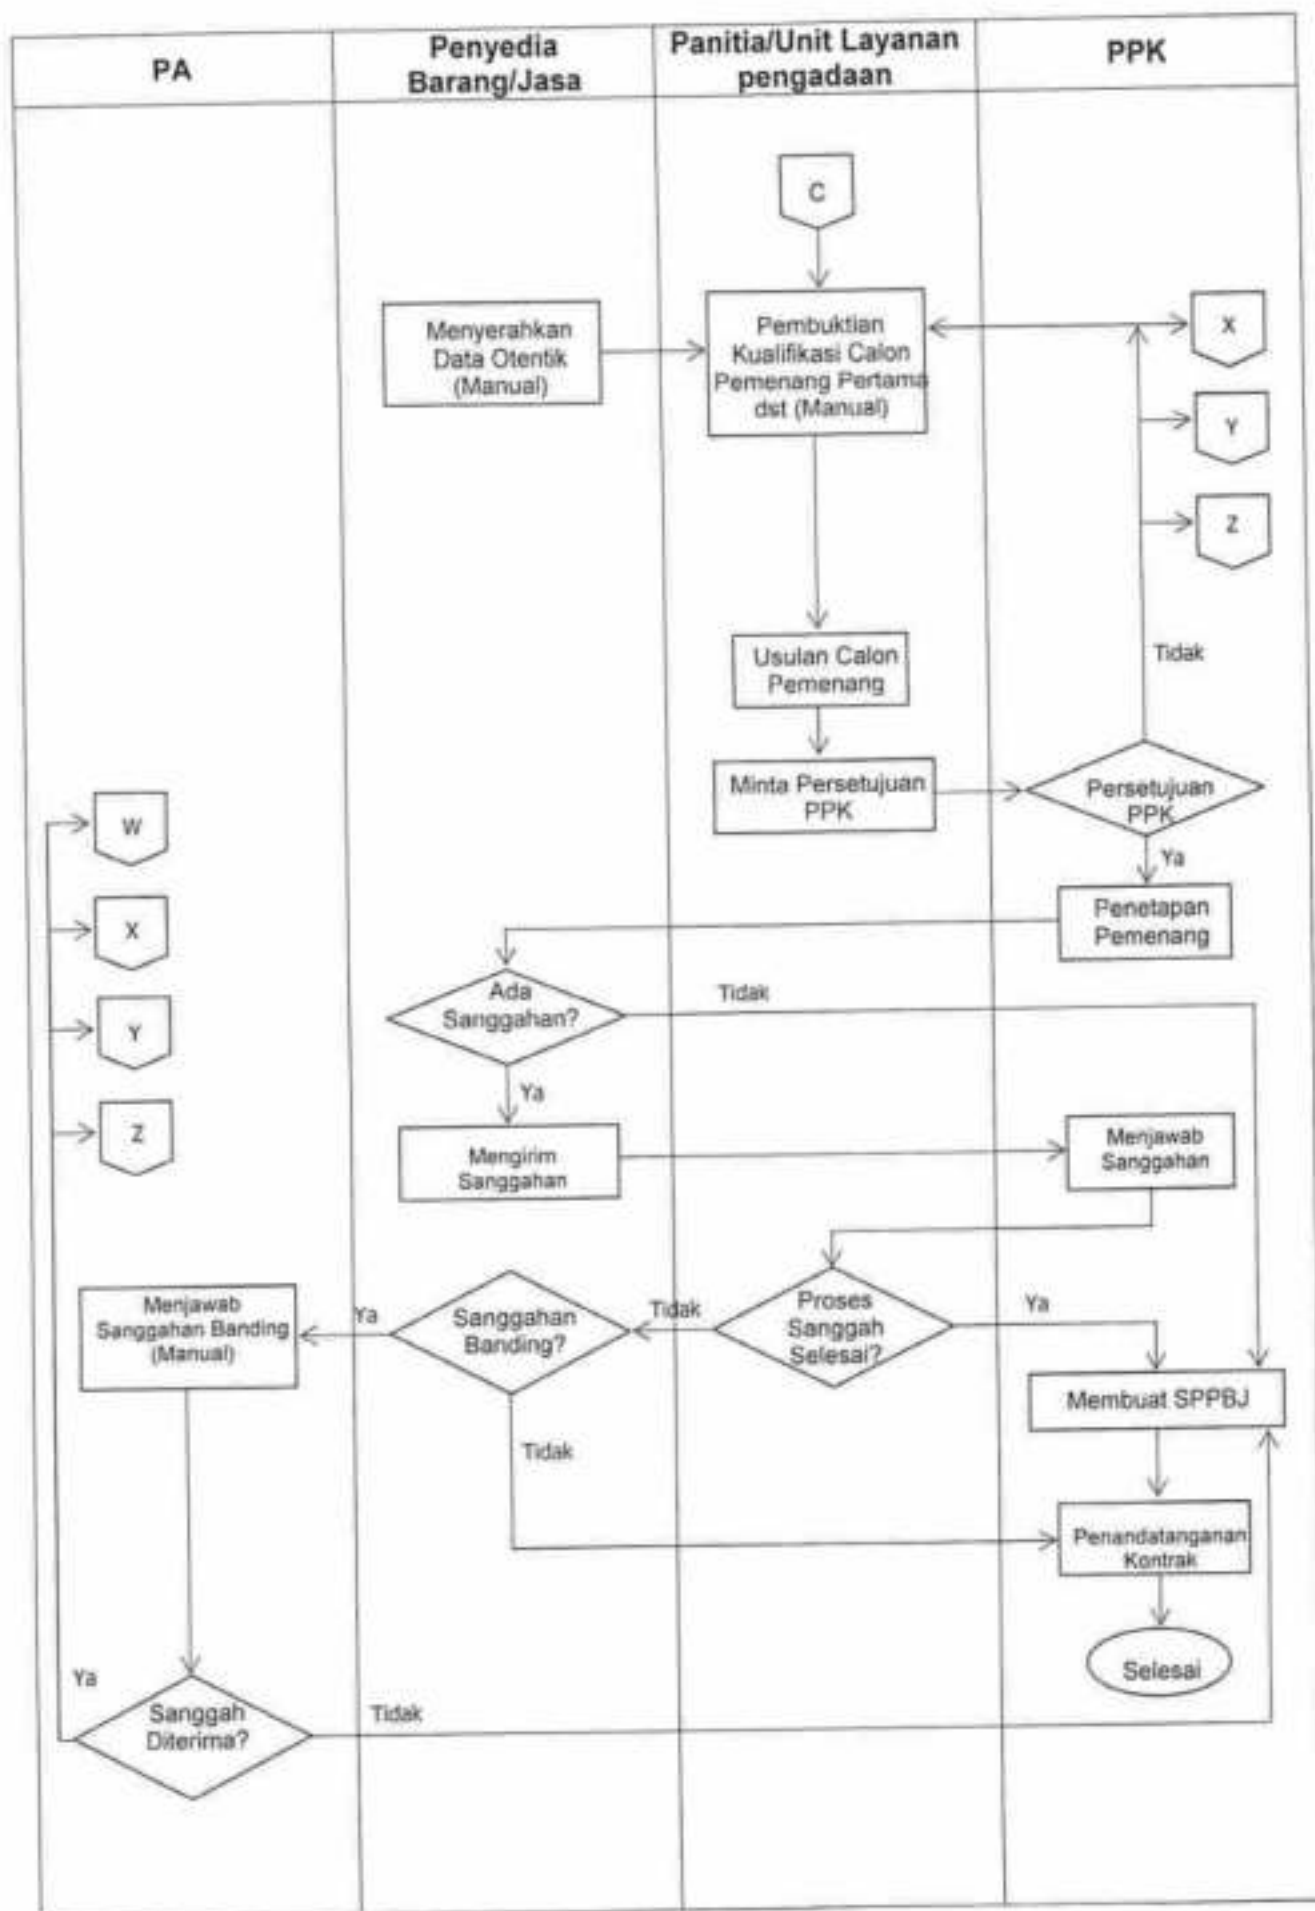 PA
Penyedia
Barang/Jasa
Panitia/Unit Layanan
pengadaan
PPK
C
Menyerahkan
Data Otentik
(Manual)
Pembuktian
Kualifikasi Calon
Pemenang Pertama
dst (Manual)
X
Y
Z
Usulan Calon
Pemenang
Tidak
Minta Persetujuan
PPK
Persetujuan
PPK
Ya
W
X
Y
Z
Penetapan
Pemenang
Ada
Sanggahan?
Tidak
Ya
Mengirim
Sanggahan
Menjawab
Sanggahan
Menjawab
Sanggahan Banding
(Manual)
Ya
Sanggahan
Banding?
Tidak
Proses
Sanggah
Selesai?
Ya
Membuat SPPBJ
Tidak
Penandatanganan
Kontrak
Selesai
Ya
Sanggah
Diterima?
Tidak